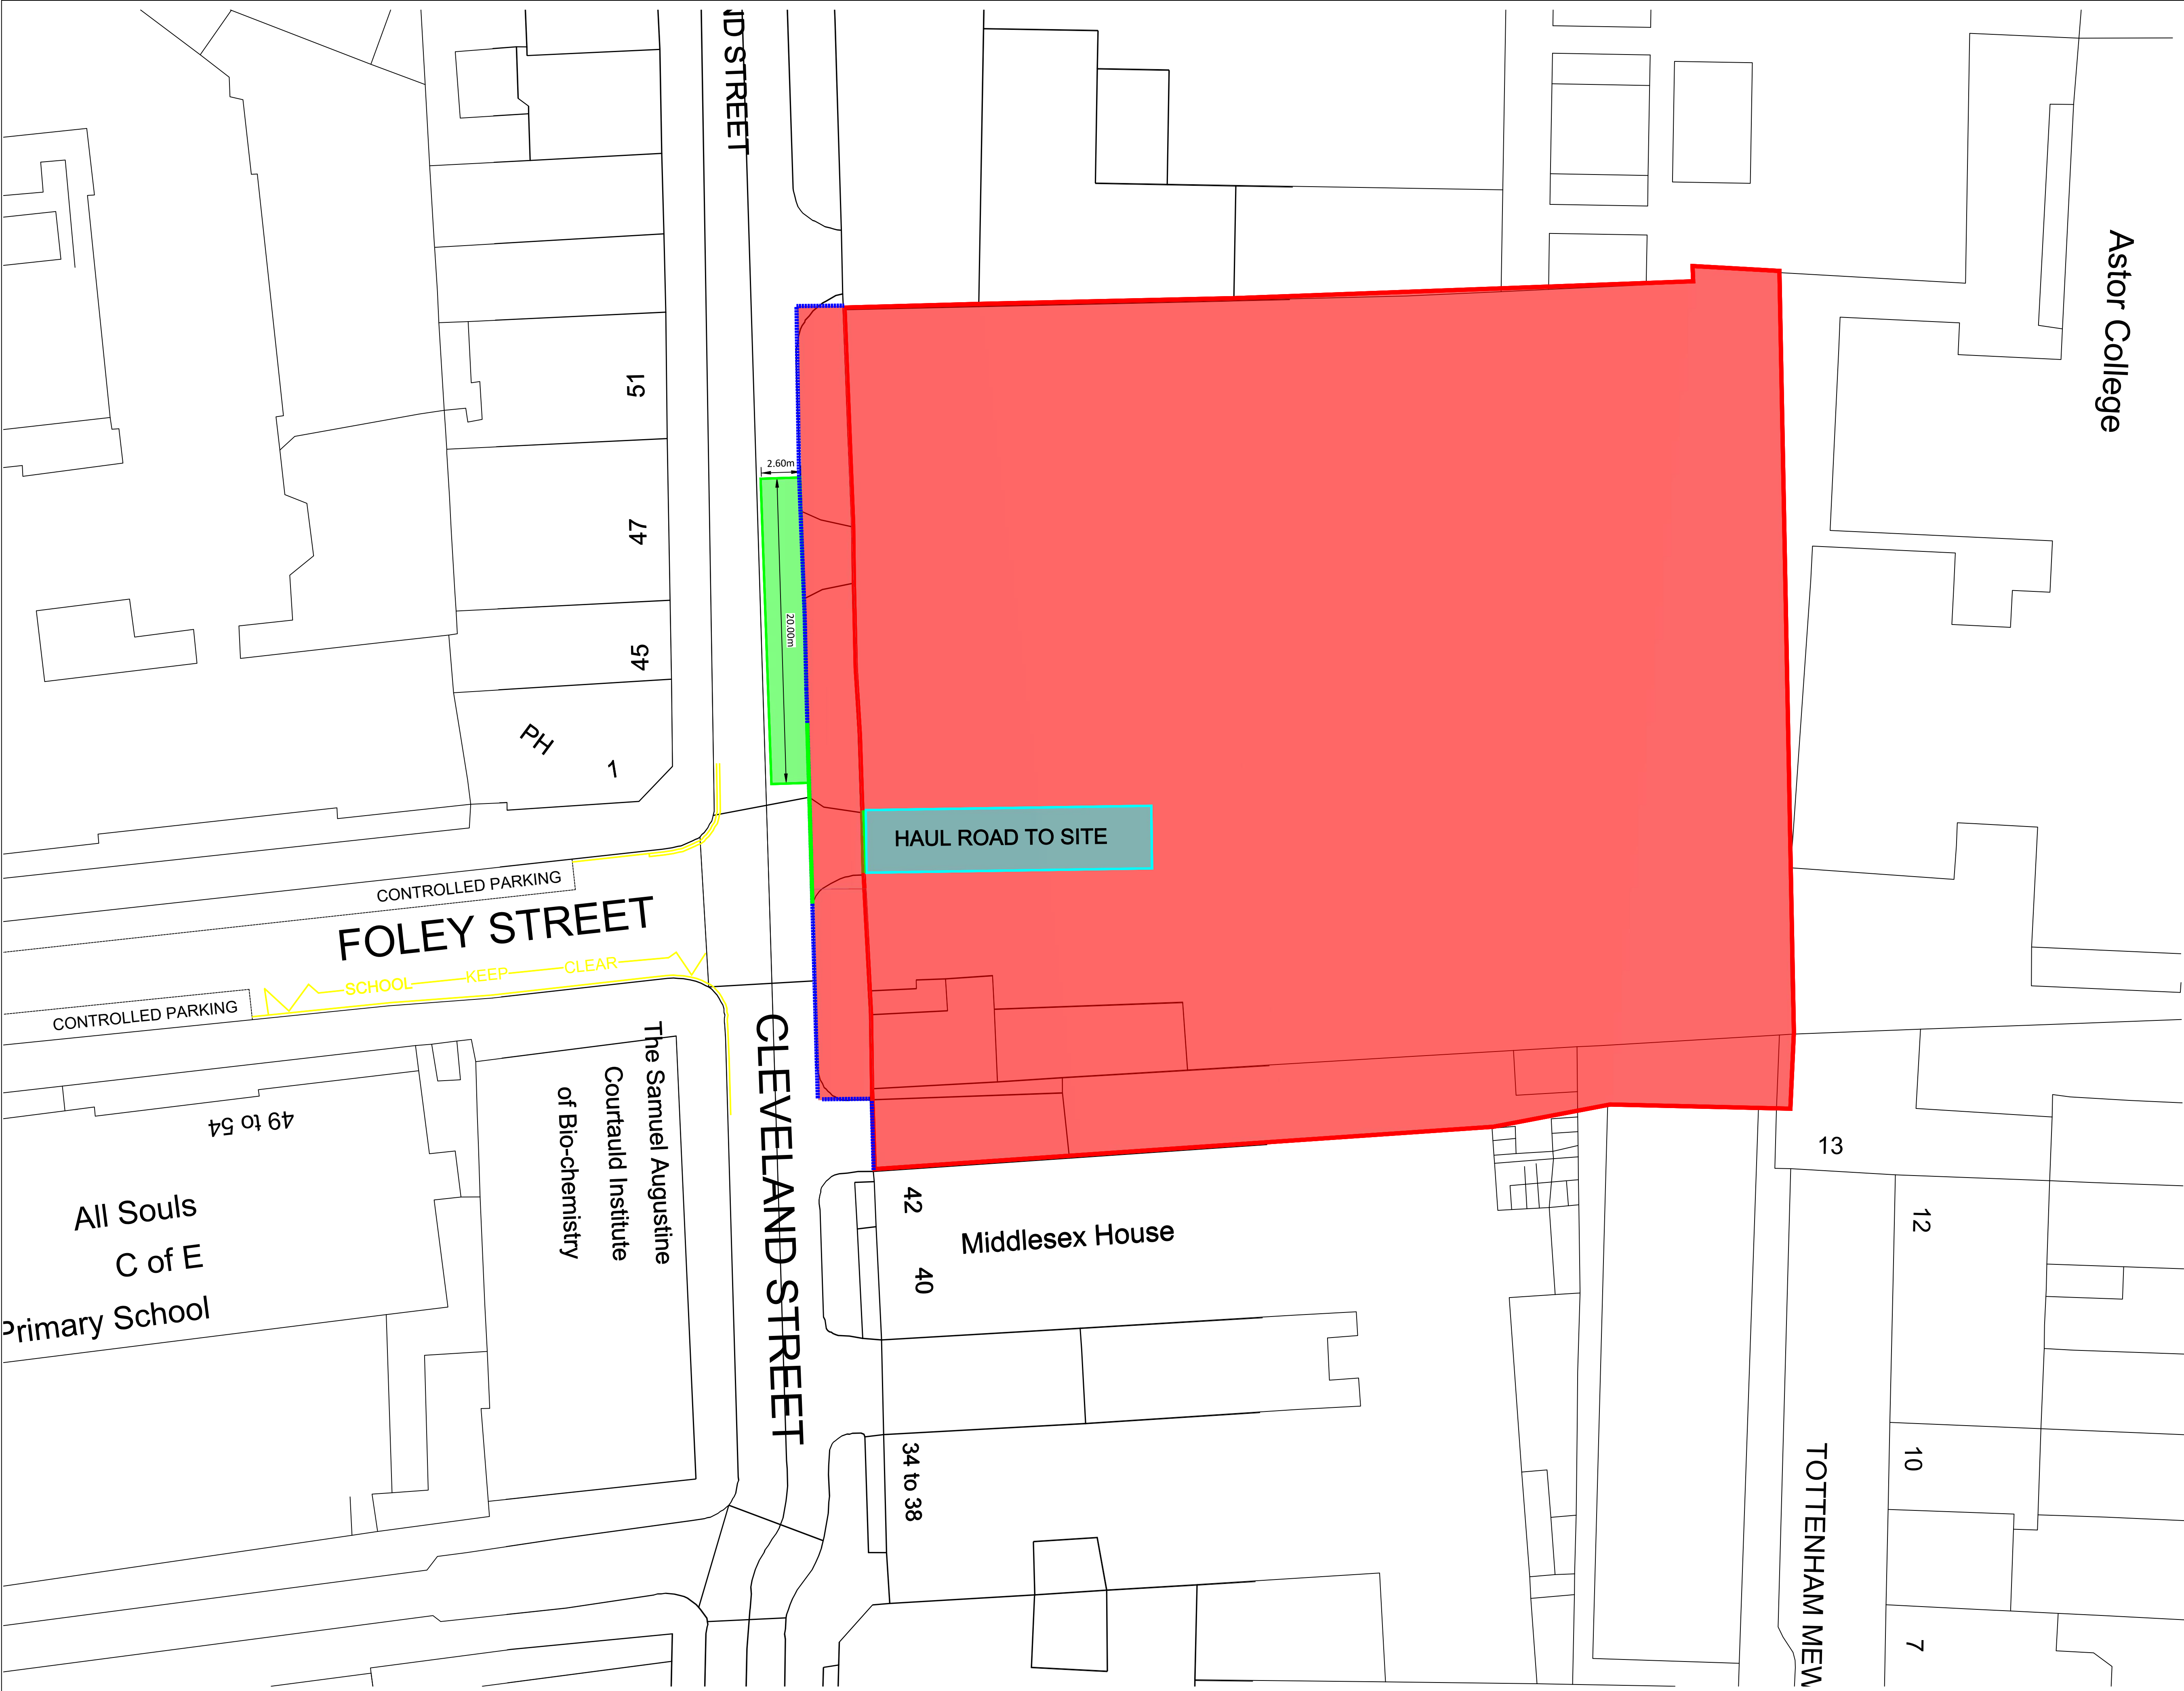 ND STREET
Astor College
51
2.60m
47
20.00m
45
PH
1
HAUL ROAD TO SITE
CONTROLLED PARKING
FOLEY STREET
SCHOOL KEEP CLEAR
CONTROLLED PARKING
CLEVELAND STREET
The Samuel Augustine
Courtauld Institute
of Bio-chemistry
49 to 54
All Souls
C of E
Primary School
42
Middlesex House
40
34 to 38
13
12
10
TOTTENHAM MEW
7